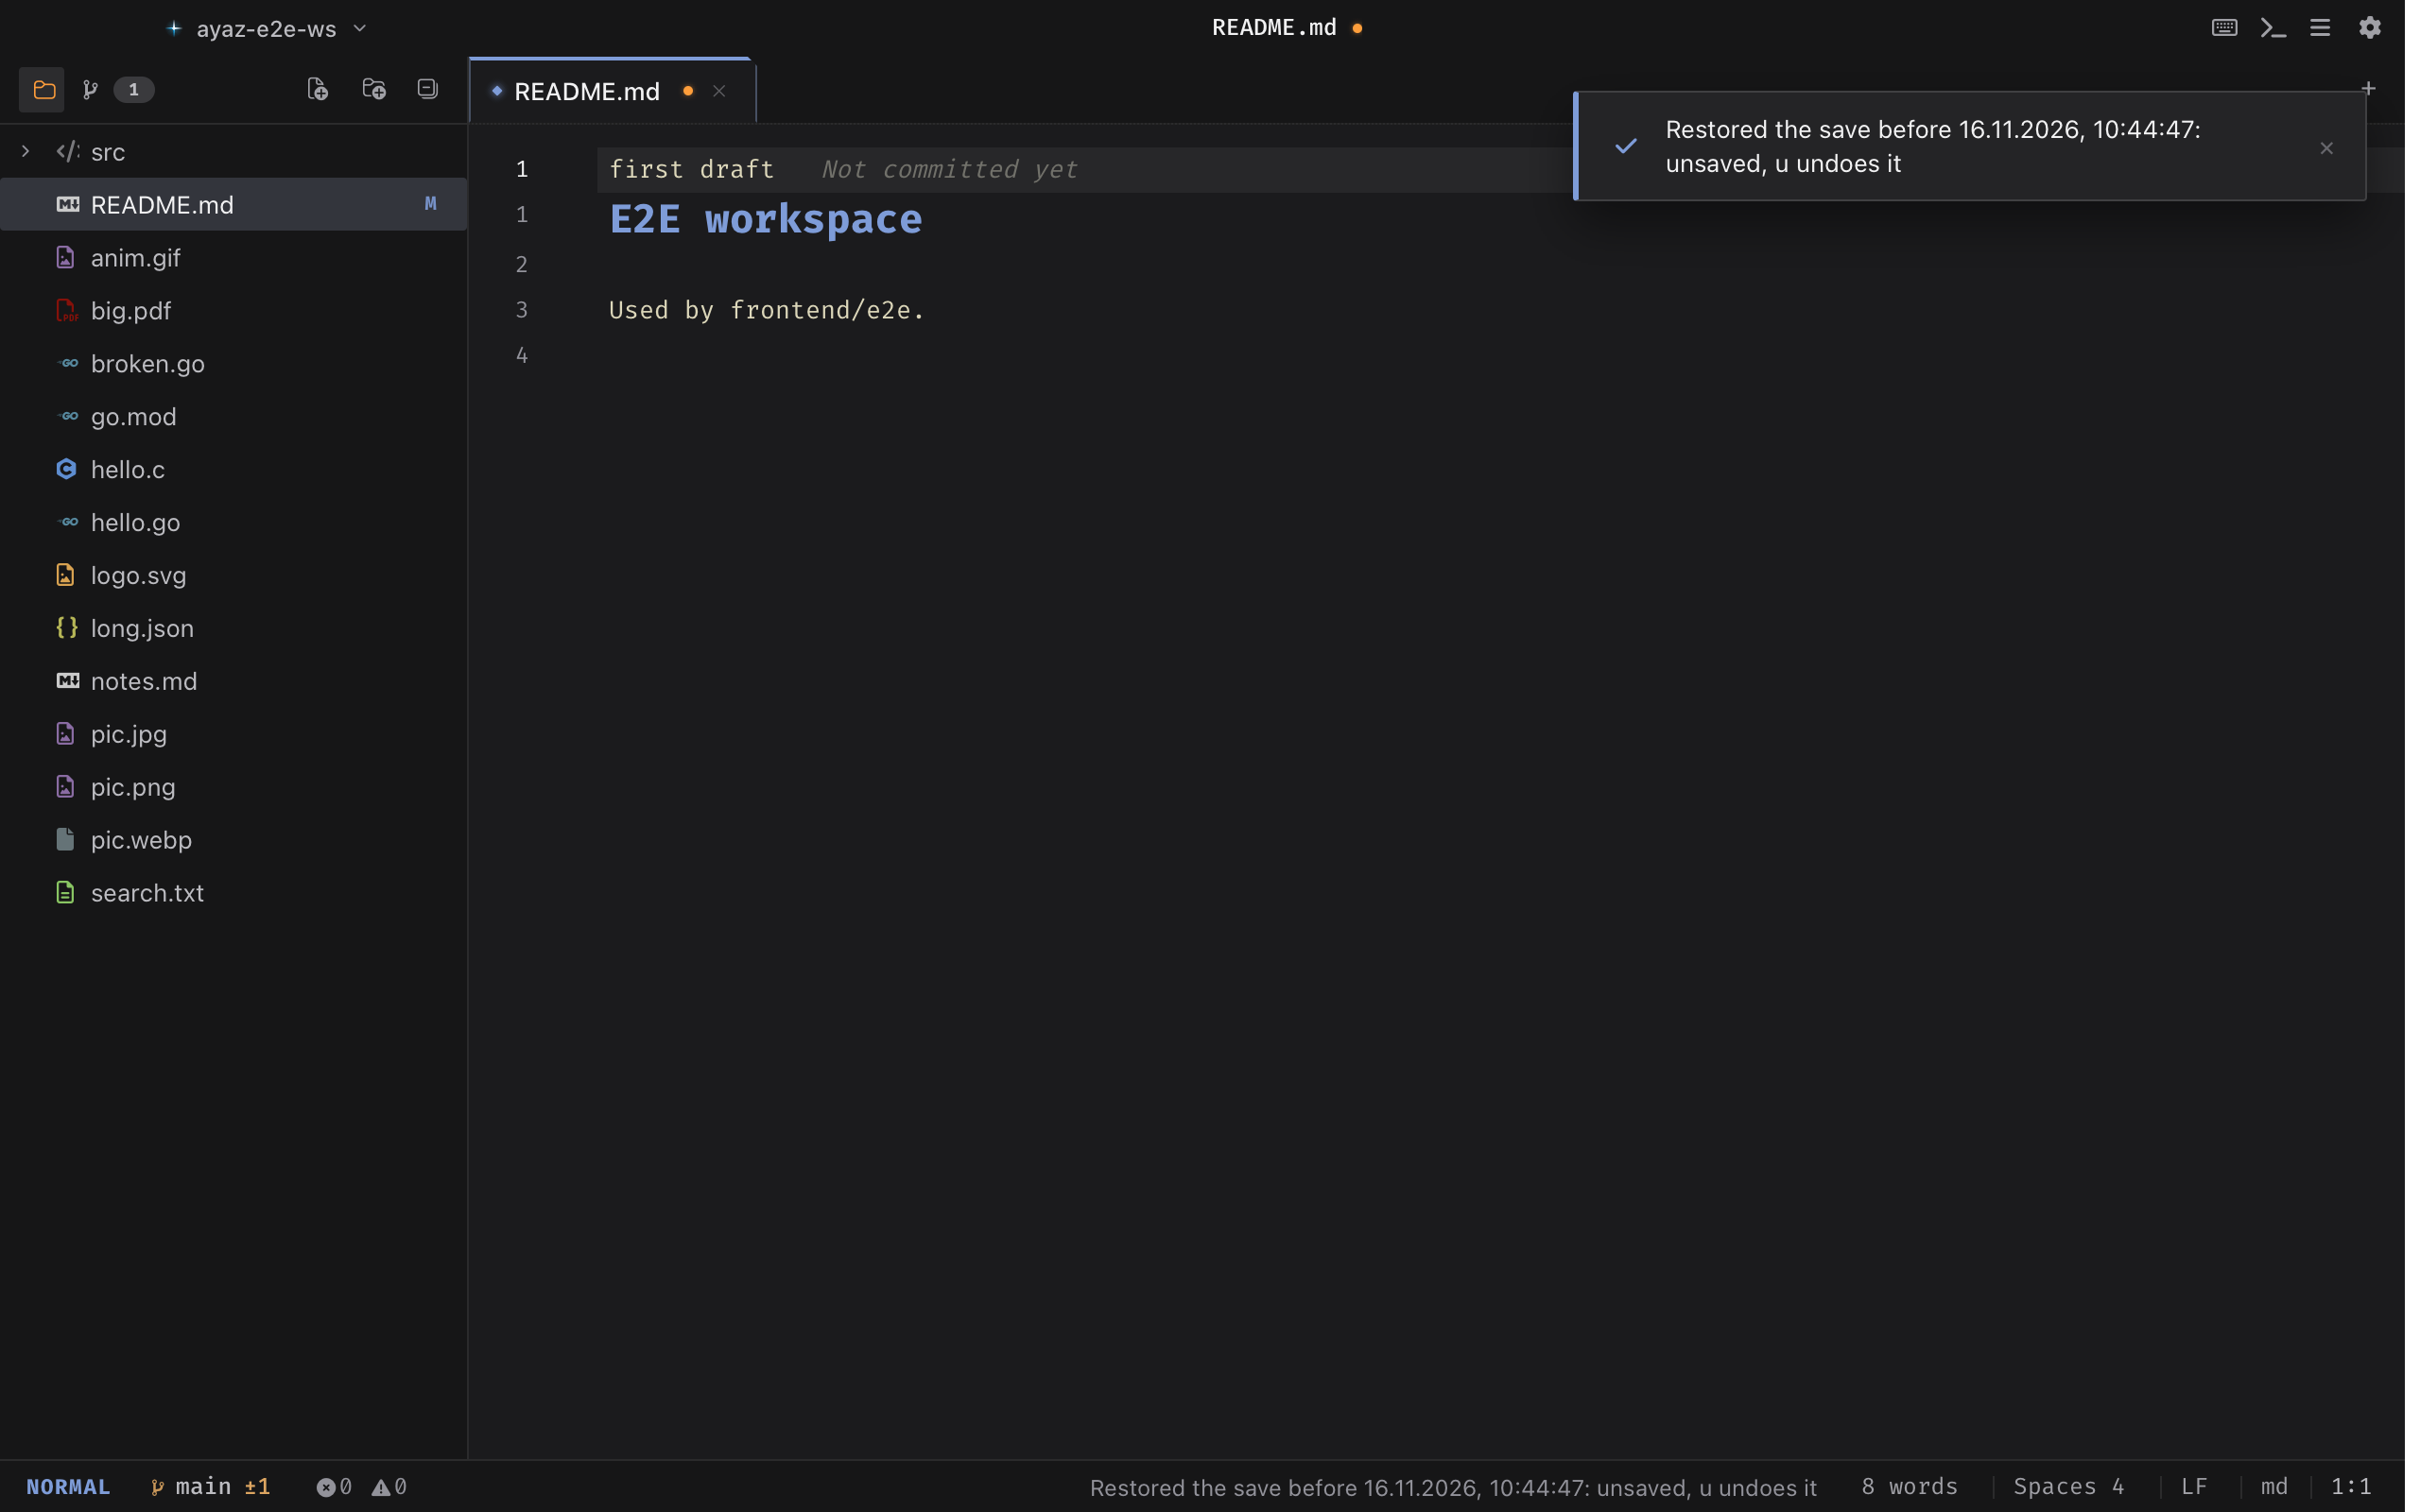 ayaz-e2e-ws
README.md
1
README.md
Restored the save before 16.11.2026, 10:44:47:
unsaved, u undoes it
src
README.md M
anim.gif
big.pdf
broken.go
go.mod
hello.c
hello.go
logo.svg
long.json
notes.md
pic.jpg
pic.png
pic.webp
search.txt
1 first draft Not committed yet
1 E2E workspace
2
3 Used by frontend/e2e.
4
NORMAL main ±1 0 0 Restored the save before 16.11.2026, 10:44:47: unsaved, u undoes it 8 words Spaces 4 LF md 1:1